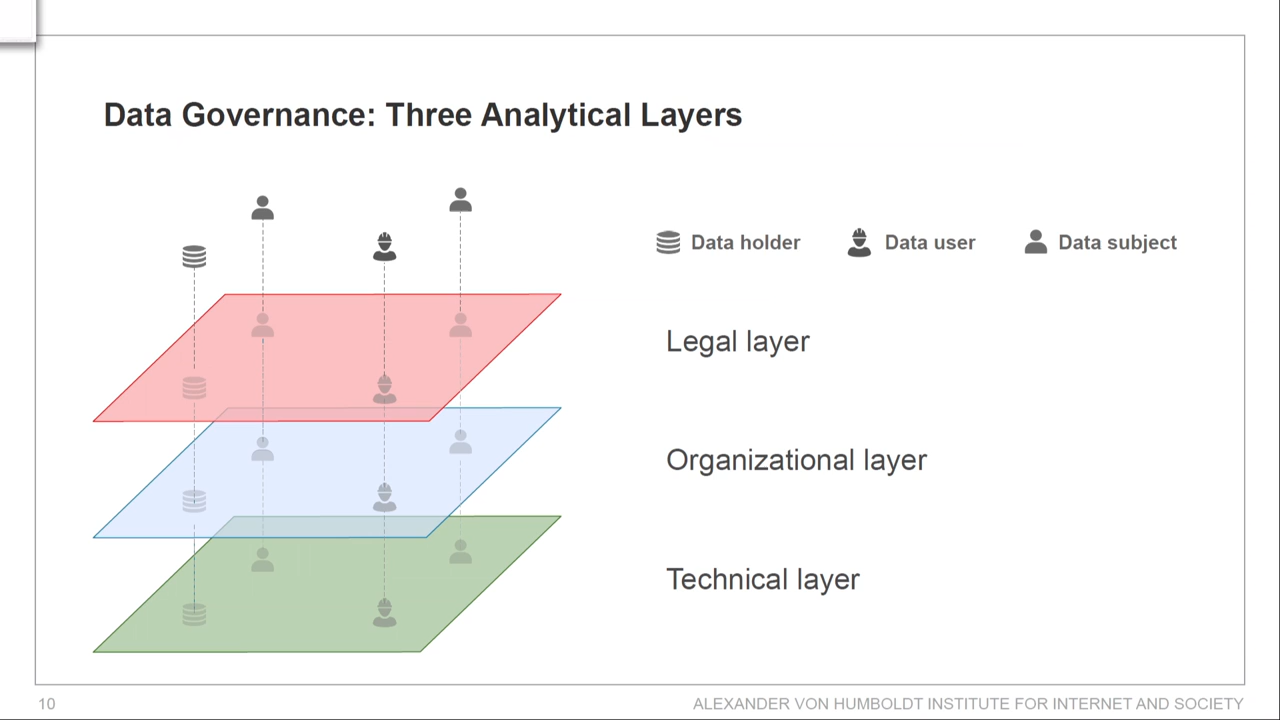 Data Governance: Three Analytical Layers
Data holder
Data user
Data subject
Legal layer
Organizational layer
Technical layer
10
ALEXANDER VON HUMBOLDT INSTITUTE FOR INTERNET AND SOCIETY